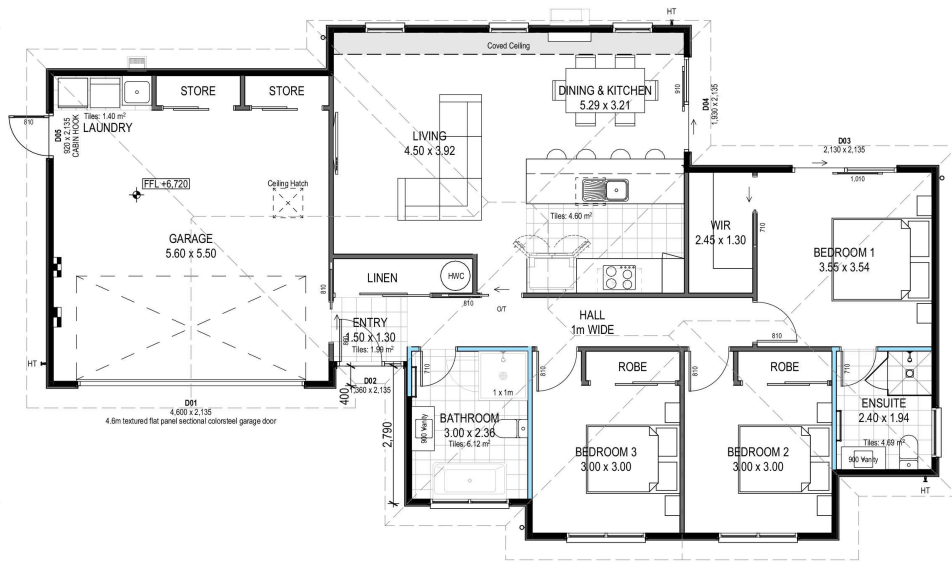 HT
Coved Ceiling
STORE
STORE
DINING & KITCHEN
5.29 x 3.21
910
D04
1,930 x 2,135
810
D05
920 x 2,135
CABIN HOOK
Tiles: 1.40 m²
LAUNDRY
LIVING
4.50 x 3.92
D03
2,130 x 2,135
1,010
FFL +6,720
Ceiling Hatch
Tiles: 4.60 m²
WIR
2.45 x 1.30
710
GARAGE
5.60 x 5.50
BEDROOM 1
3.55 x 3.54
LINEN
HWC
810
810
O/T
HALL
1m WIDE
ENTRY
.50 x 1.30
Tiles: 1.99 m²
810
HT
D02
1,360 x 2,135
400
D01
4,600 x 2,135
4.6m textured flat panel sectional colorsteel garage door
710
1 x 1m
810
ROBE
810
ROBE
710
ENSUITE
2.40 x 1.94
Tiles: 4.69 m²
900 Vanity
2,790
BATHROOM
3.00 x 2.36
Tiles: 6.12 m²
900 Vanity
BEDROOM 3
3.00 x 3.00
BEDROOM 2
3.00 x 3.00
HT